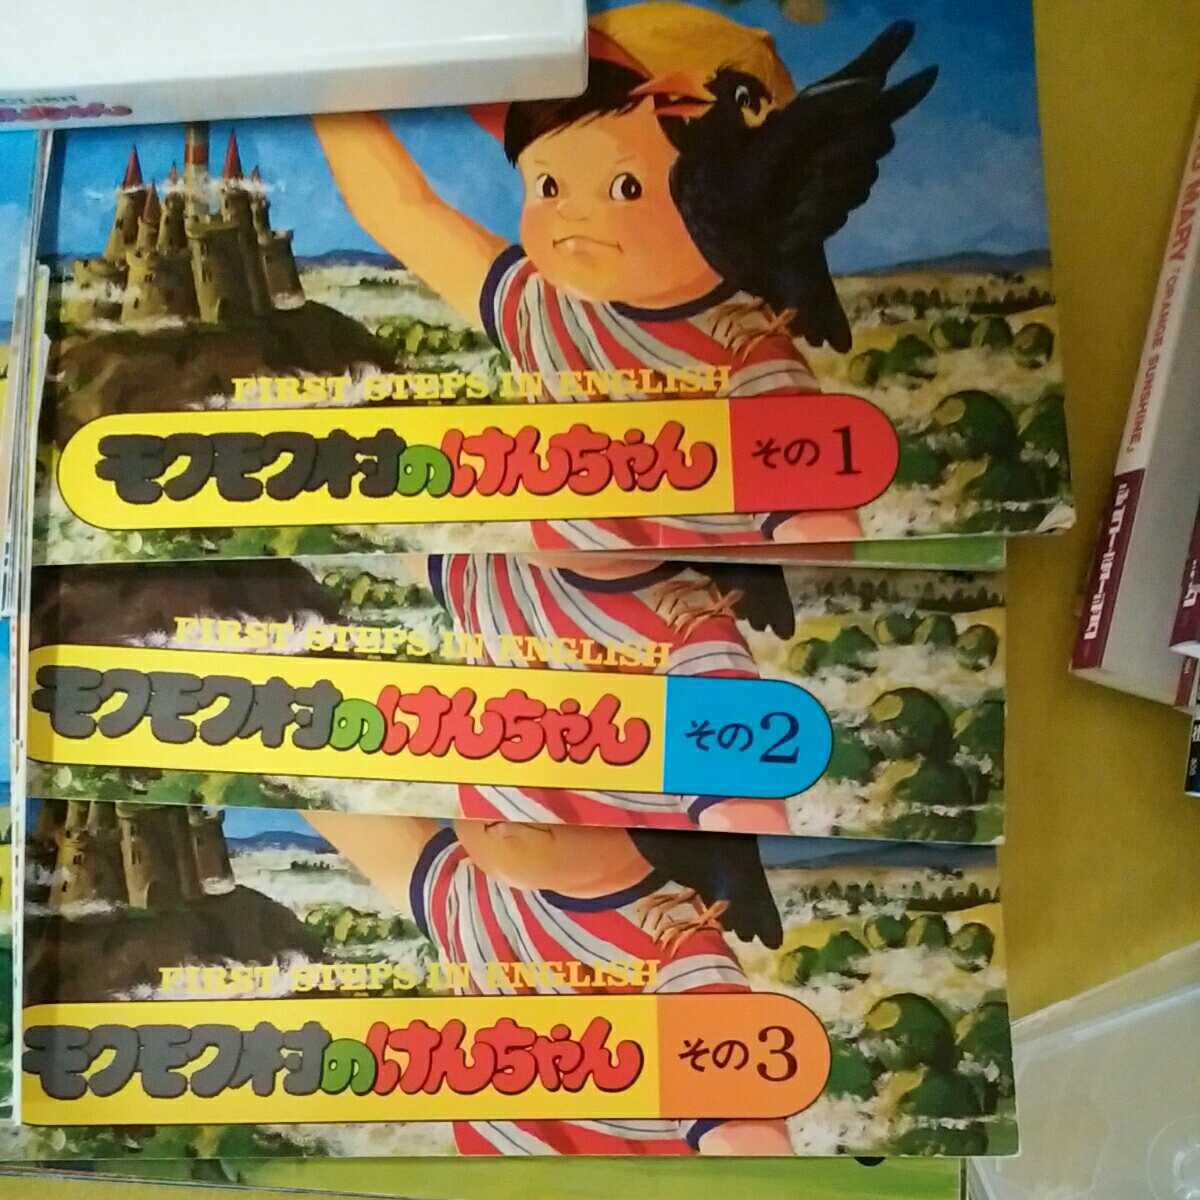 FIRST STEPS IN ENGLISH
モクモク村のけんちゃん その1
FIRST STEPS IN ENGLISH
モクモク村のけんちゃん その2
FIRST STEPS IN ENGLISH
モクモク村のけんちゃん その3
MARY
ORANGE SUNSHINE